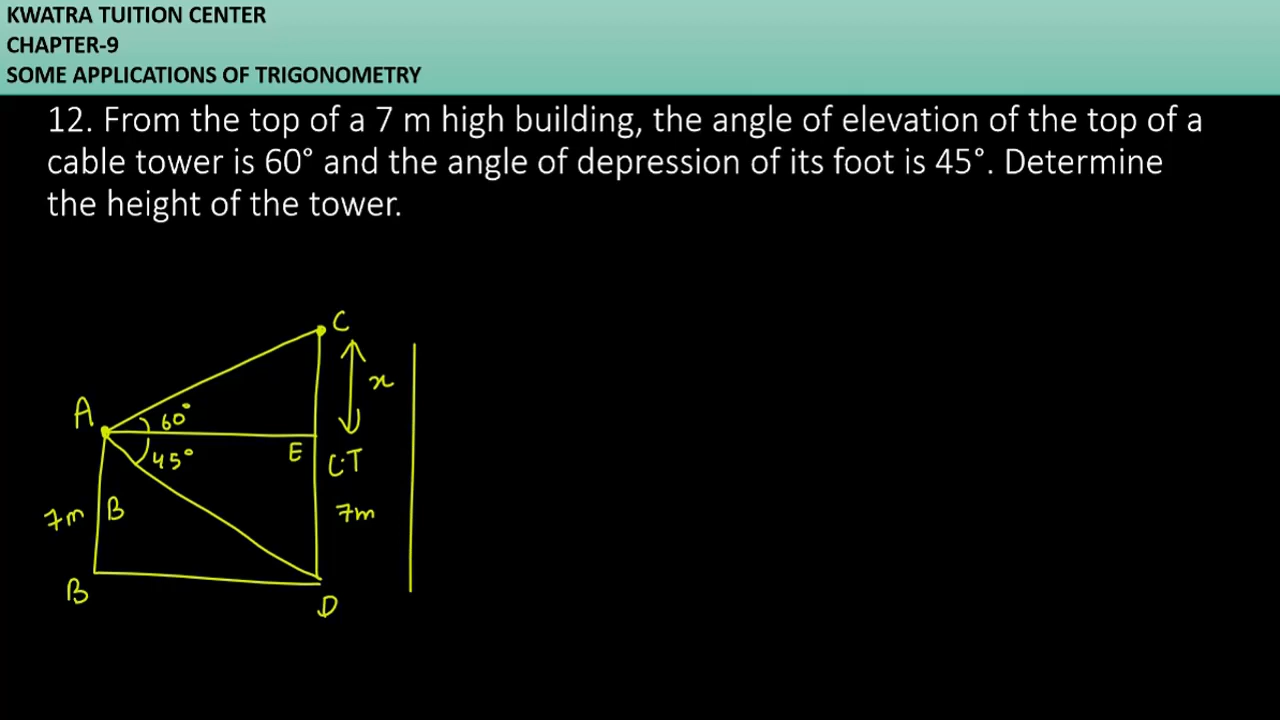 KWATRA TUITION CENTER
CHAPTER-9
SOME APPLICATIONS OF TRIGONOMETRY
12. From the top of a 7 m high building, the angle of elevation of the top of a
cable tower is 60° and the angle of depression of its foot is 45°. Determine
the height of the tower.
C
x
A
60°
45°
E
C.T
7m
B
7m
B
D